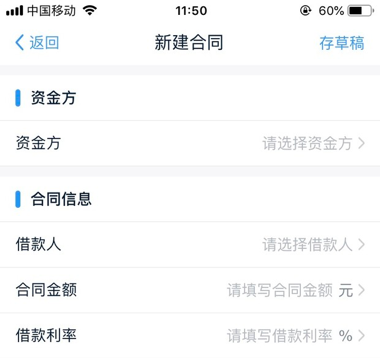 中国移动 11:50 60%
返回 新建合同 存草稿
资金方
资金方 请选择资金方
合同信息
借款人 请选择借款人
合同金额 请填写合同金额 元
借款利率 请填写借款利率 %